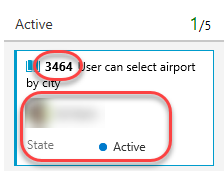 Active 1/5
3464 User can select airport
by city
State Active